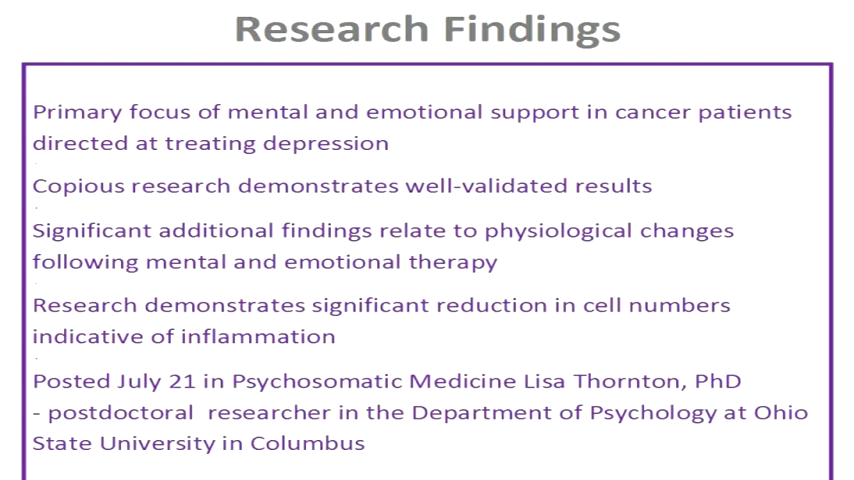 Research Findings
Primary focus of mental and emotional support in cancer patients
directed at treating depression
Copious research demonstrates well-validated results
Significant additional findings relate to physiological changes
following mental and emotional therapy
Research demonstrates significant reduction in cell numbers
indicative of inflammation
Posted July 21 in Psychosomatic Medicine Lisa Thornton, PhD
- postdoctoral  researcher in the Department of Psychology at Ohio
State University in Columbus